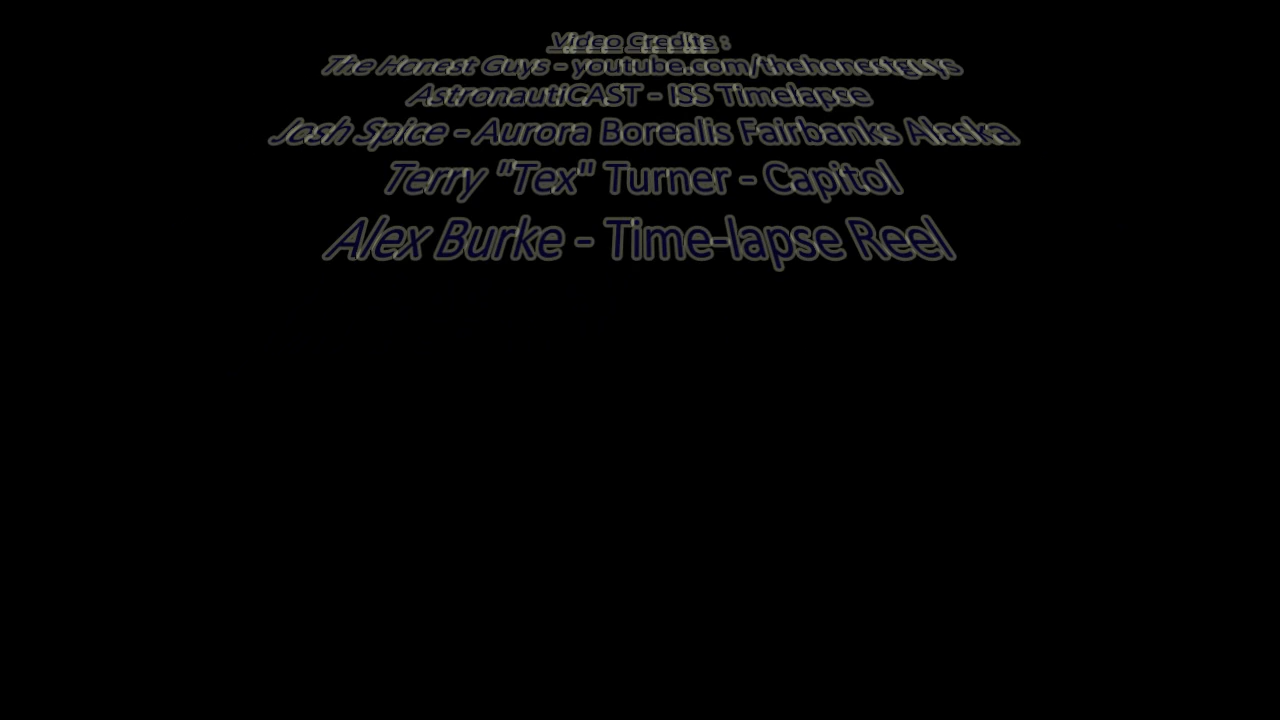 Video Credits :
The Honest Guys - youtube.com/thehonestguys
AstronautiCAST - ISS Timelapse
Josh Spice - Aurora Borealis Fairbanks Alaska
Terry "Tex" Turner - Capitol
Alex Burke - Time-lapse Reel